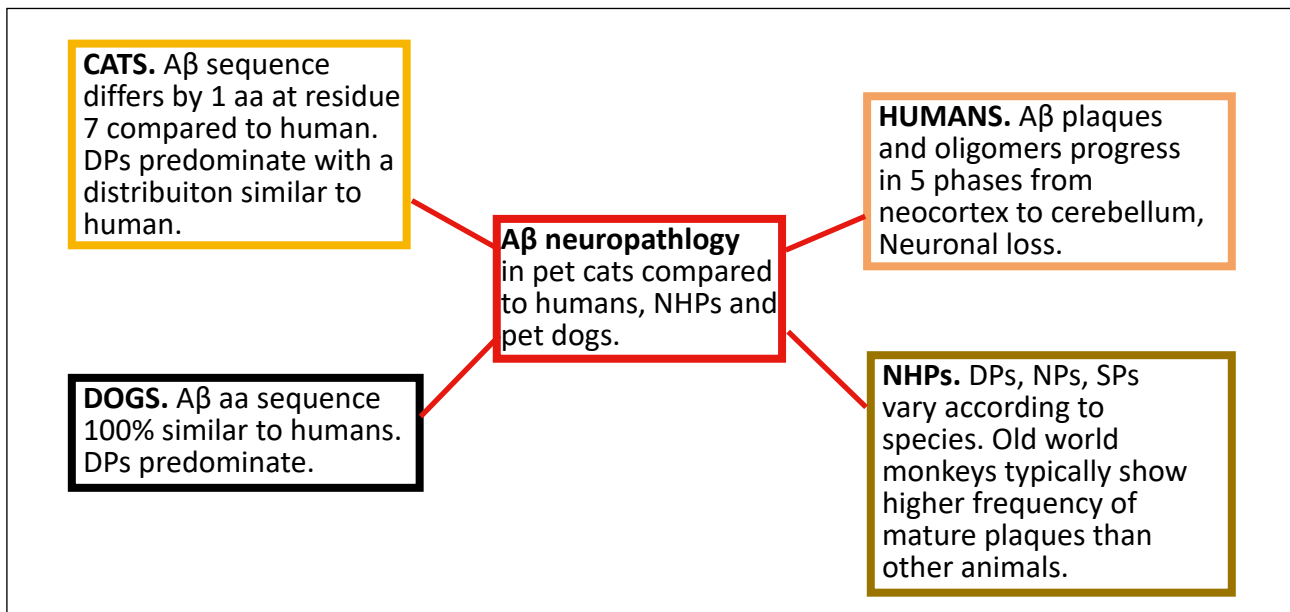 CATS. Aβ sequence
differs by 1 aa at residue
7 compared to human.
DPs predominate with a
distribuiton similar to
human.
HUMANS. Aβ plaques
and oligomers progress
in 5 phases from
neocortex to cerebellum,
Neuronal loss.
Aβ neuropathlogy
in pet cats compared
to humans, NHPs and
pet dogs.
DOGS. Aβ aa sequence
100% similar to humans.
DPs predominate.
NHPs. DPs, NPs, SPs
vary according to
species. Old world
monkeys typically show
higher frequency of
mature plaques than
other animals.